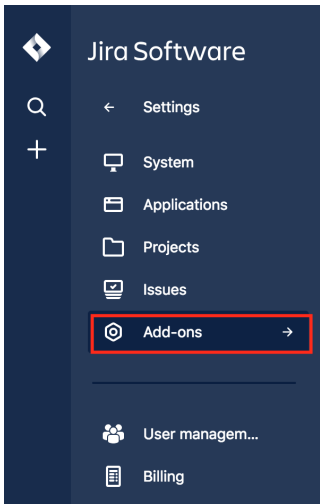 Jira Software
Settings
System
Applications
Projects
Issues
Add-ons
User managem...
Billing